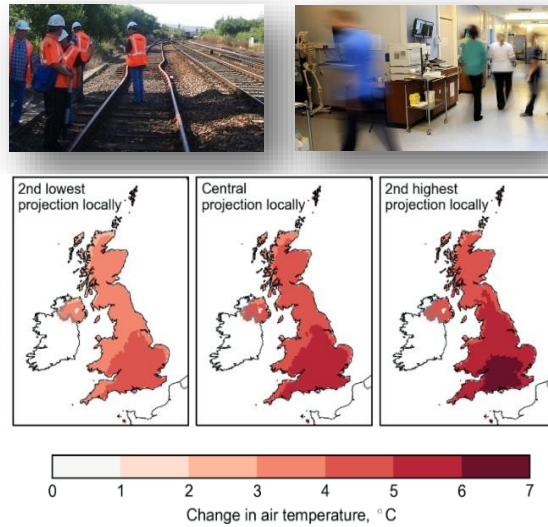 2nd lowest
projection locally
Central
projection
2nd highest
projection locally
0 1 2 3 4 5 6 7
Change in air temperature, °C